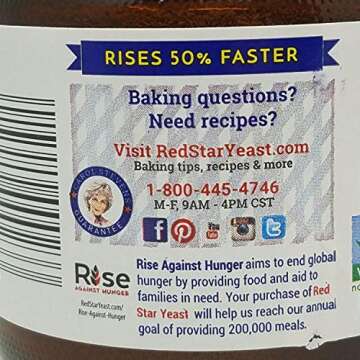 RISES 50% FASTER
Baking questions?
Need recipes?
Visit RedStarYeast.com
Baking tips, recipes & more
CAROL STEVENS
GUARANTEE
1-800-445-4746
M-F, 9AM - 4PM CST
Rise
AGAINST HUNGER
RedStarYeast.com/
Rise-Against-Hunger
Rise Against Hunger aims to end global
hunger by providing food and aid to
families in need. Your purchase of Red
Star Yeast will help us reach our annual
goal of providing 200,000 meals.